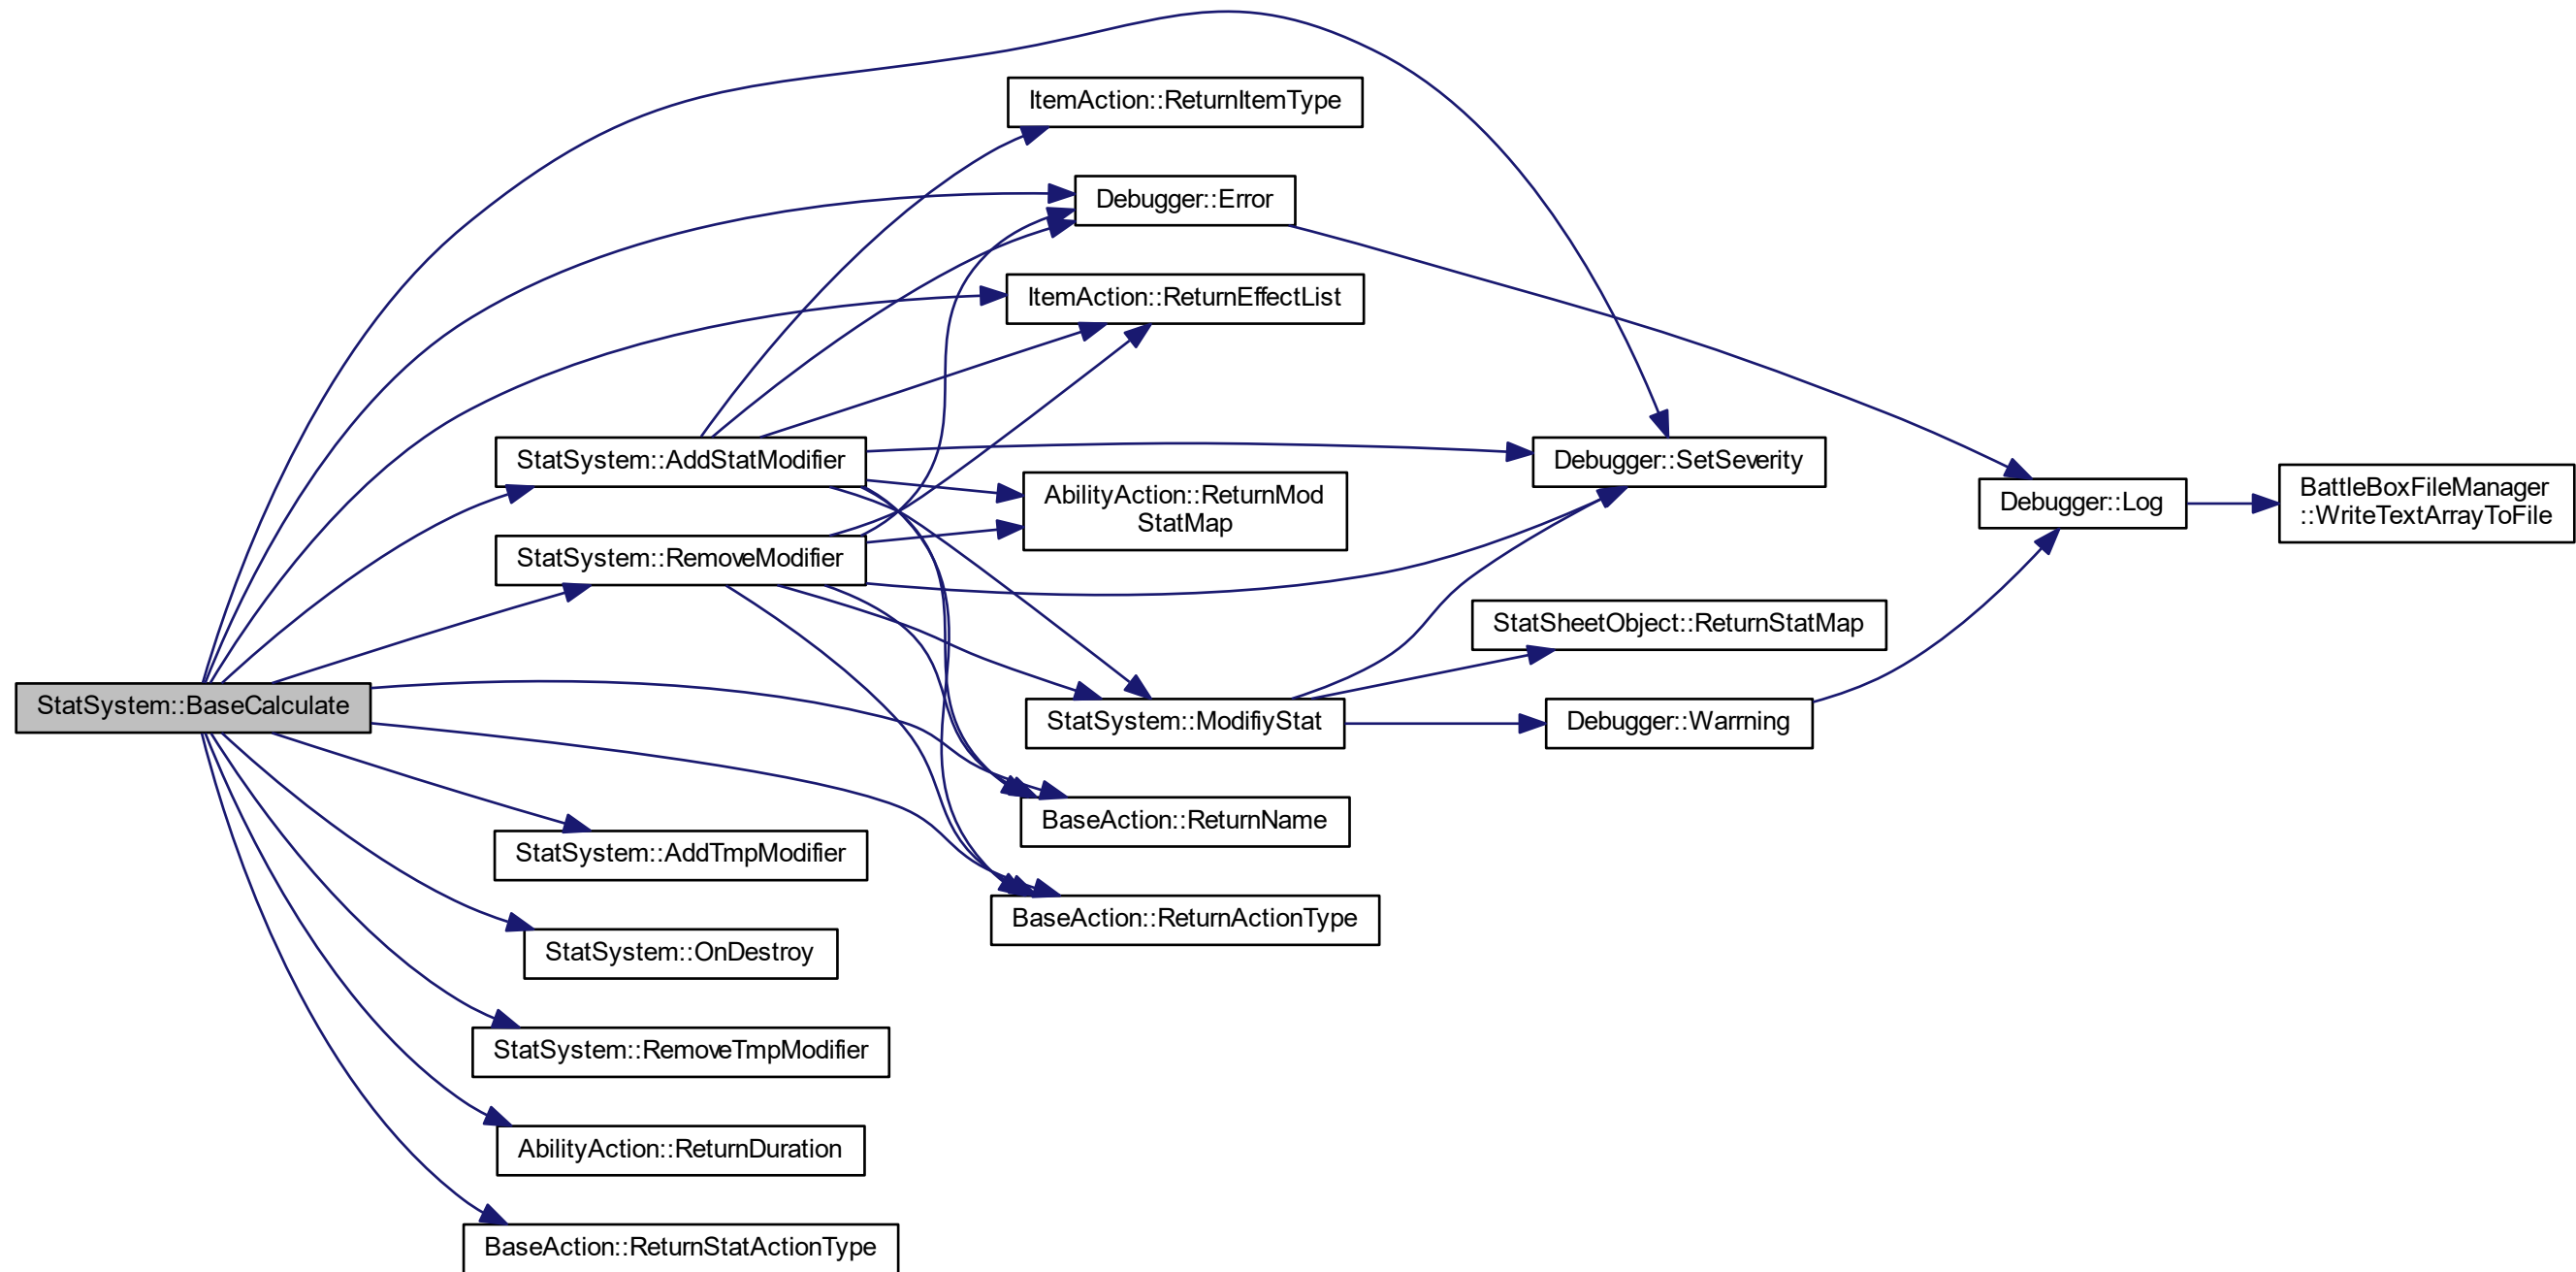 ItemAction::ReturnItemType
Debugger::Error
ItemAction::ReturnEffectList
StatSystem::AddStatModifier
Debugger::SetSeverity
AbilityAction::ReturnMod
StatMap
Debugger::Log
BattleBoxFileManager
::WriteTextArrayToFile
StatSystem::RemoveModifier
StatSheetObject::ReturnStatMap
StatSystem::BaseCalculate
StatSystem::ModifiyStat
Debugger::Warrning
BaseAction::ReturnName
StatSystem::AddTmpModifier
BaseAction::ReturnActionType
StatSystem::OnDestroy
StatSystem::RemoveTmpModifier
AbilityAction::ReturnDuration
BaseAction::ReturnStatActionType